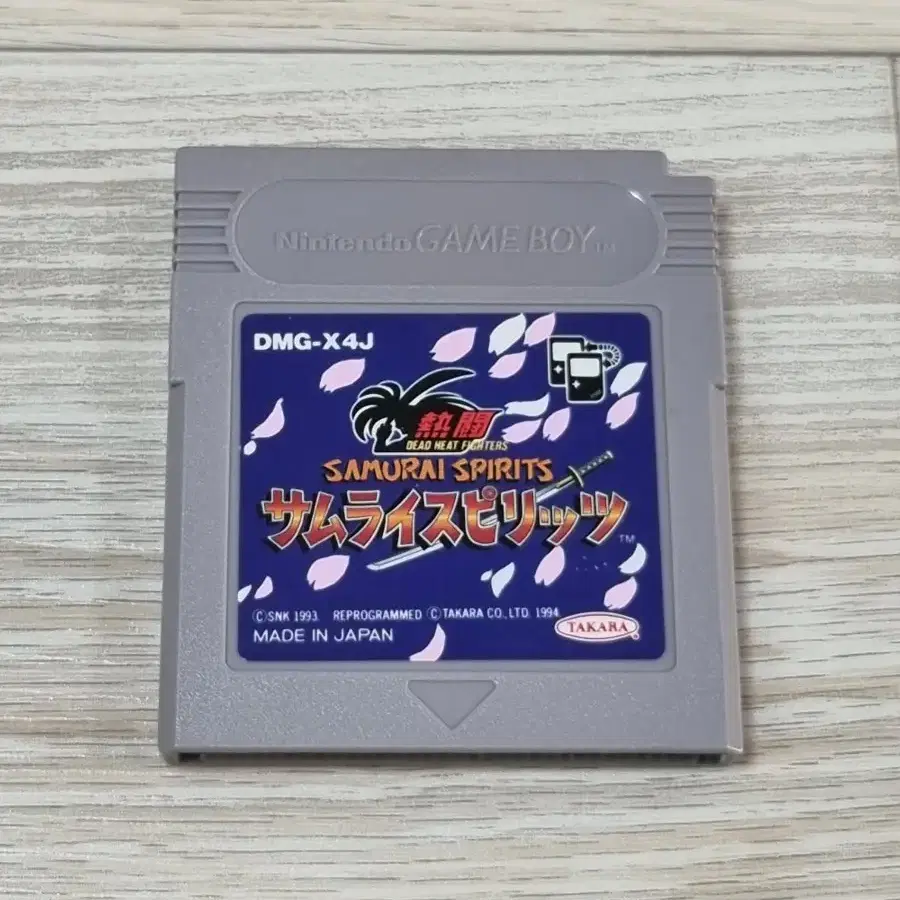 Nintendo GAME BOY TM
DMG-X4J
熱闘
DEAD HEAT FIGHTERS
SAMURAI SPIRITS
サムライスピリッツ TM
©SNK 1993 REPROGRAMMED ©TAKARA CO., LTD. 1994
MADE IN JAPAN
TAKARA